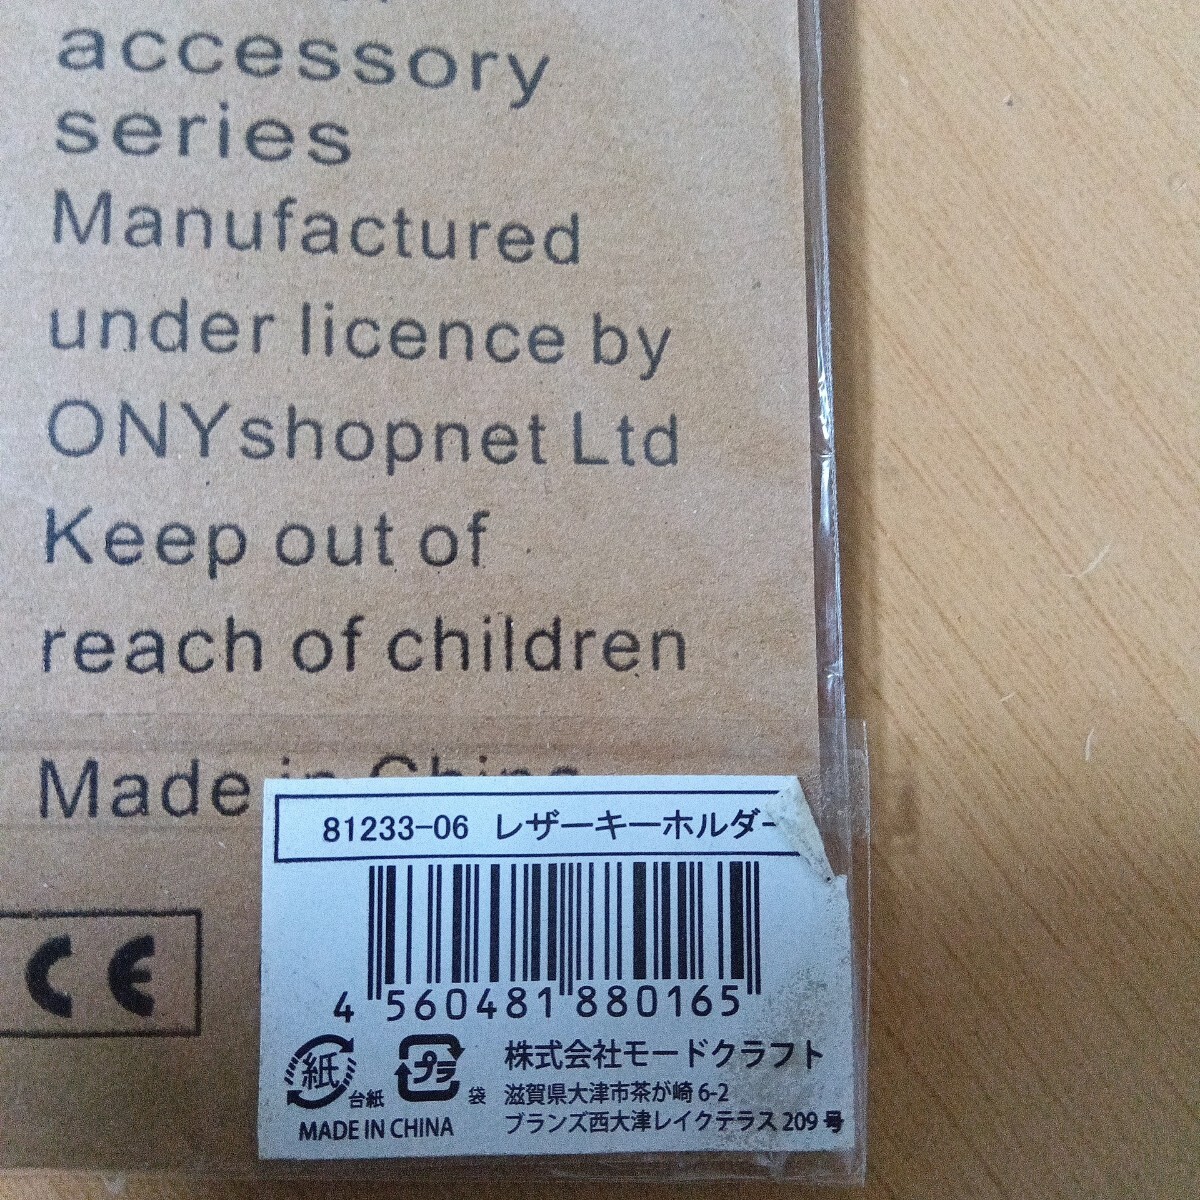 accessory
series
Manufactured
under licence by
ONYshopnet Ltd
Keep out of
reach of children
Made in China
CE
81233-06 レザーキーホルダー
4 560481 880165
紙 台紙 プラ 袋
MADE IN CHINA
株式会社モードクラフト
滋賀県大津市茶が崎 6-2
ブランズ西大津レイクテラス 209 号